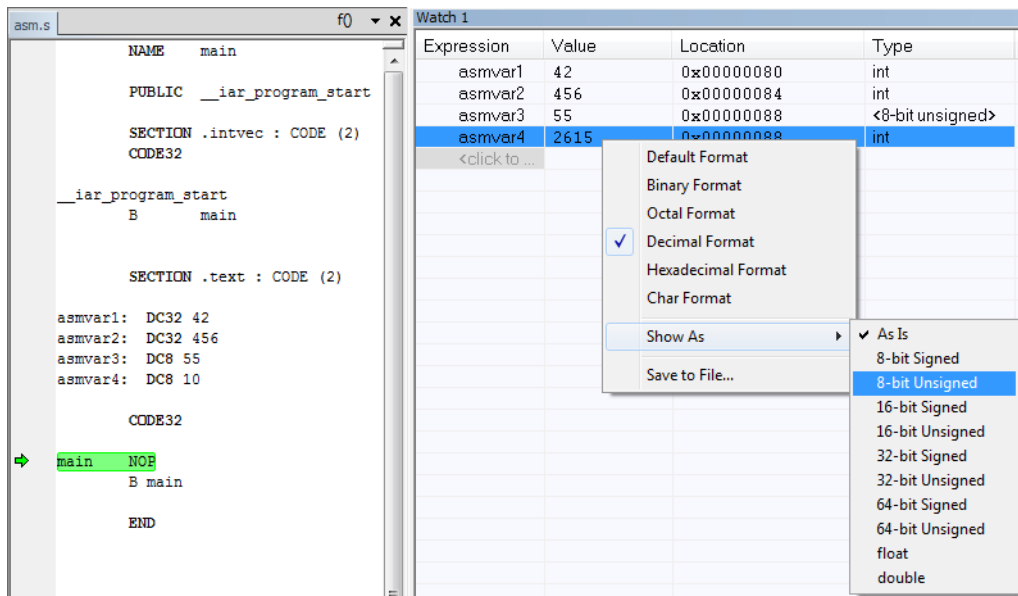 asm.s f()
NAME main
PUBLIC __iar_program_start
SECTION .intvec : CODE (2)
CODE32
__iar_program_start
B main
SECTION .text : CODE (2)
asmvar1: DC32 42
asmvar2: DC32 456
asmvar3: DC8 55
asmvar4: DC8 10
CODE32
main NOP
B main
END
Watch 1
Expression Value Location Type
asmvar1 42 0x00000080 int
asmvar2 456 0x00000084 int
asmvar3 55 0x00000088 <8-bit unsigned>
asmvar4 2615 0x00000088 int
<click to ...
Default Format
Binary Format
Octal Format
Decimal Format
Hexadecimal Format
Char Format
Show As
Save to File...
As Is
8-bit Signed
8-bit Unsigned
16-bit Signed
16-bit Unsigned
32-bit Signed
32-bit Unsigned
64-bit Signed
64-bit Unsigned
float
double